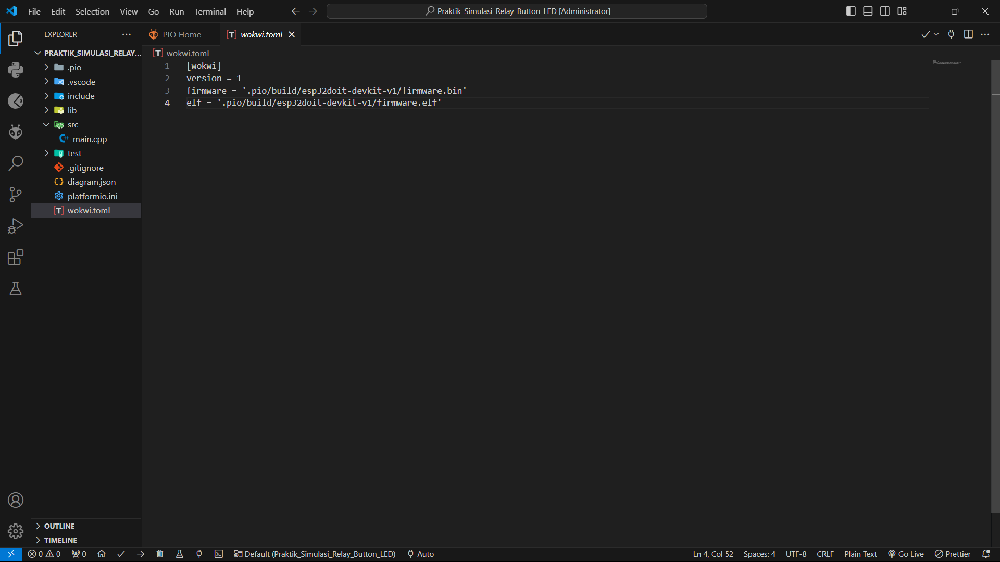 File Edit Selection View Go Run Terminal Help
Praktik_Simulasi_Relay_Button_LED [Administrator]
EXPLORER
PRAKTIK_SIMULASI_RELAY...
.pio
.vscode
include
lib
src
main.cpp
test
.gitignore
diagram.json
platformio.ini
wokwi.toml
OUTLINE
TIMELINE
PIO Home
wokwi.toml
wokwi.toml
1 [wokwi]
2 version = 1
3 firmware = '.pio/build/esp32doit-devkit-v1/firmware.bin'
4 elf = '.pio/build/esp32doit-devkit-v1/firmware.elf'
0 0 0 Default (Praktik_Simulasi_Relay_Button_LED) Auto Ln 4, Col 52 Spaces: 4 UTF-8 CRLF Plain Text Go Live Prettier